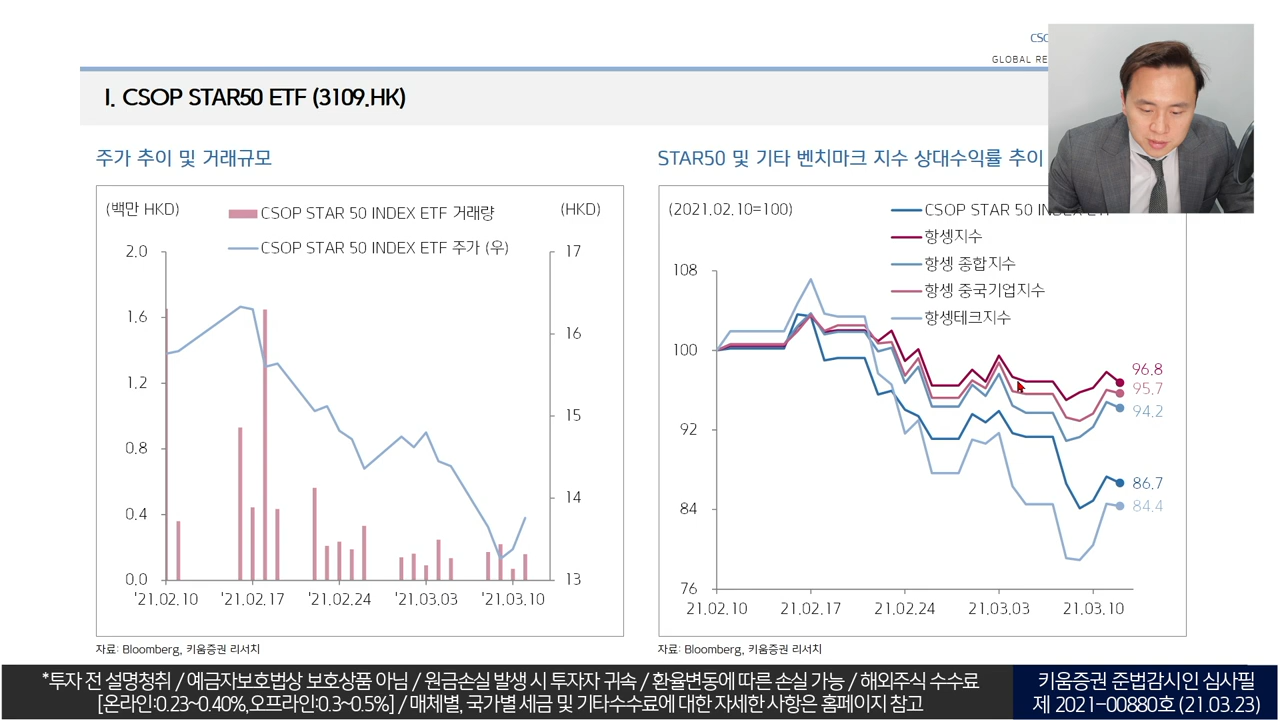 CSO
GLOBAL RE
I. CSOP STAR50 ETF (3109.HK)
주가 추이 및 거래규모
(백만 HKD)
(HKD)
CSOP STAR 50 INDEX ETF 거래량
CSOP STAR 50 INDEX ETF 주가 (우)
2.0
1.6
1.2
0.8
0.4
0.0
17
16
15
14
13
'21.02.10 '21.02.17 '21.02.24 '21.03.03 '21.03.10
자료: Bloomberg, 키움증권 리서치
STAR50 및 기타 벤치마크 지수 상대수익률 추이
(2021.02.10=100)
CSOP STAR 50 INDEX ETF
항셍지수
항셍 종합지수
항셍 중국기업지수
항셍테크지수
108
100
92
84
76
96.8
95.7
94.2
86.7
84.4
21.02.10 21.02.17 21.02.24 21.03.03 21.03.10
자료: Bloomberg, 키움증권 리서치
*투자 전 설명청취 / 예금자보호법상 보호상품 아님 / 원금손실 발생 시 투자자 귀속 / 환율변동에 따른 손실 가능 / 해외주식 수수료
[온라인:0.23~0.40%,오프라인:0.3~0.5%] / 매체별, 국가별 세금 및 기타수수료에 대한 자세한 사항은 홈페이지 참고
키움증권 준법감시인 심사필
제 2021-00880호 (21.03.23)